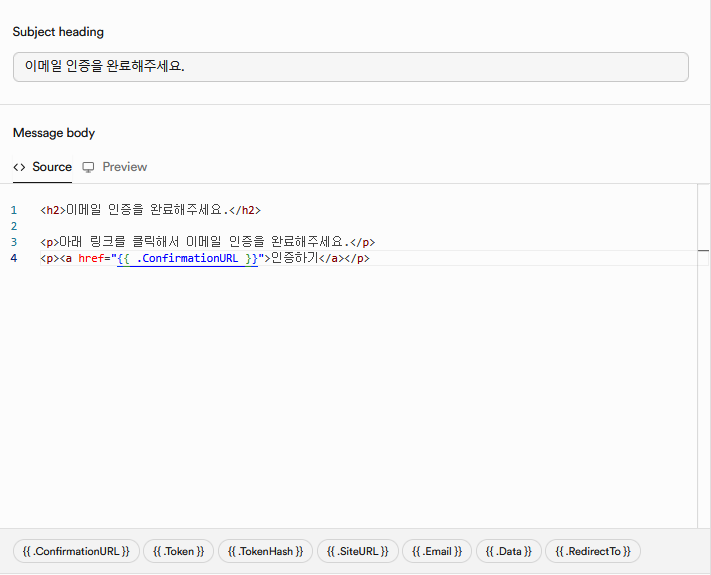 Subject heading
이메일 인증을 완료해주세요.
Message body
<> Source Preview
1 <h2>이메일 인증을 완료해주세요.</h2>
2
3 <p>아래 링크를 클릭해서 이메일 인증을 완료해주세요.</p>
4 <p><a href="{{ .ConfirmationURL }}">인증하기</a></p>
{{ .ConfirmationURL }} {{ .Token }} {{ .TokenHash }} {{ .SiteURL }} {{ .Email }} {{ .Data }} {{ .RedirectTo }}